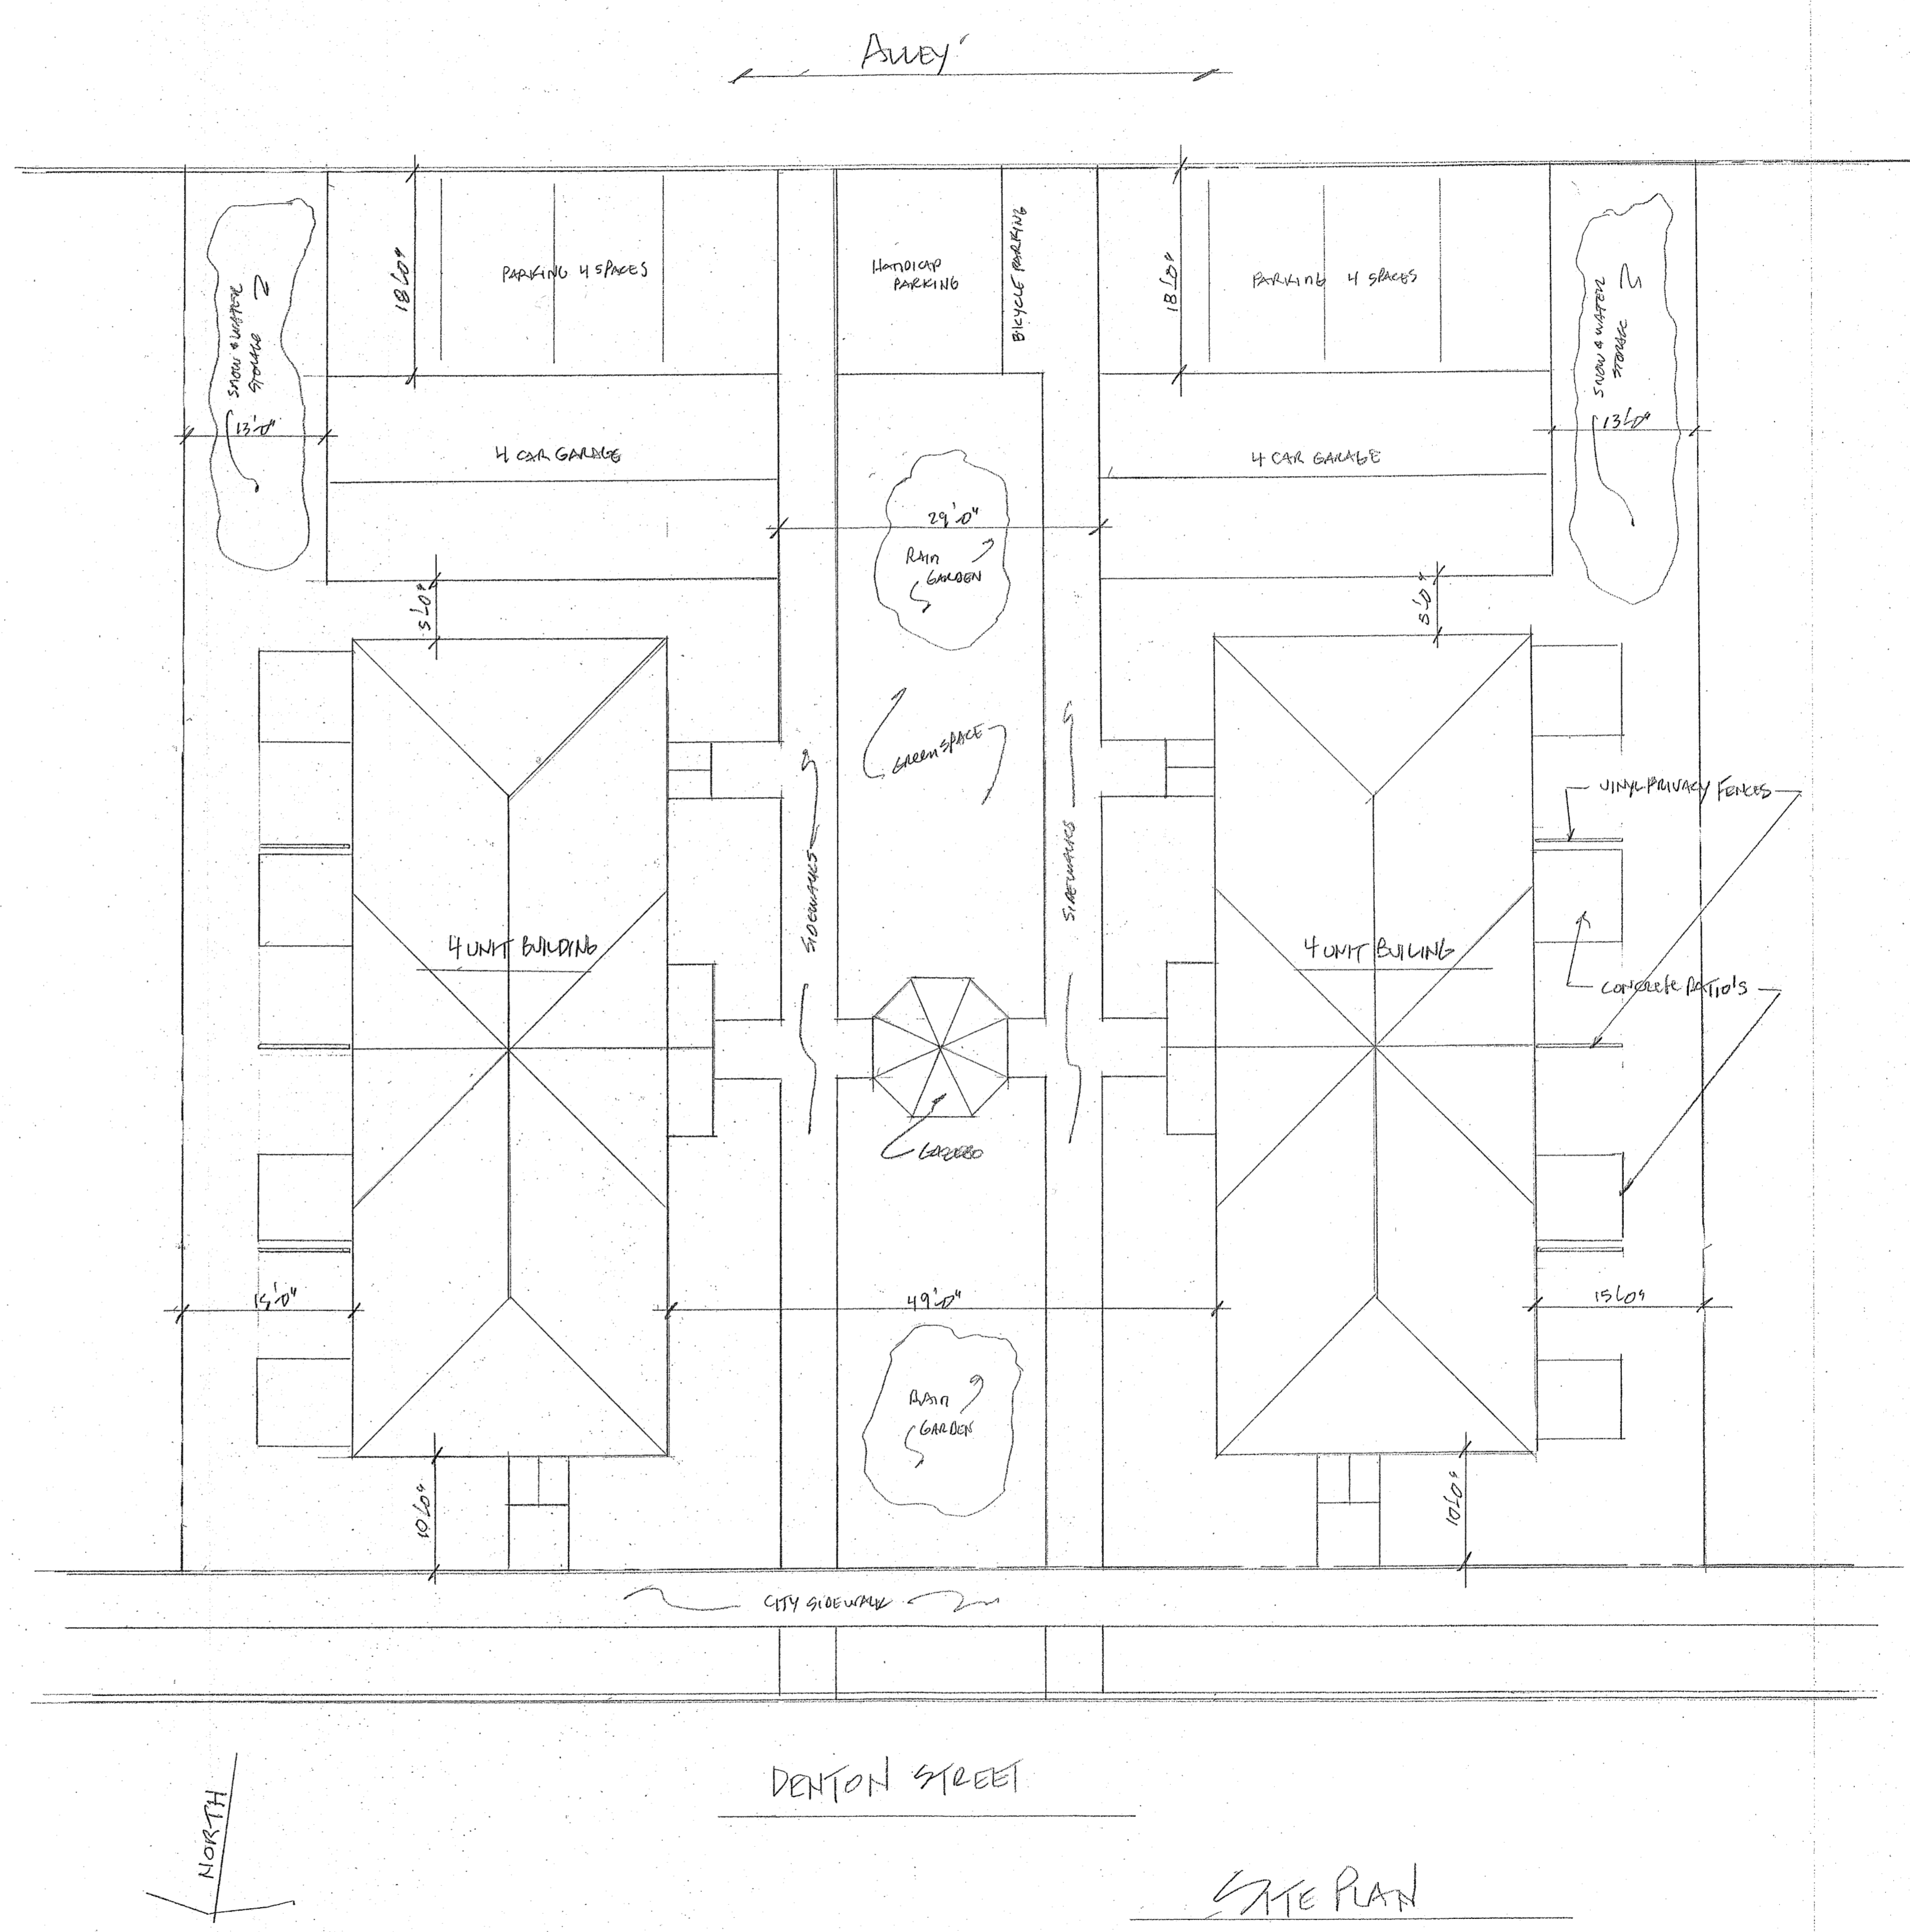 ALLEY
PARKING 4 SPACES
HANDICAP
PARKING
BICYCLE PARKING
PARKING 4 SPACES
18'-0"
18'-0"
SNOW & WATER
STORAGE
SNOW & WATER
STORAGE
13'-0"
13'-0"
4 CAR GARAGE
4 CAR GARAGE
29'-0"
RAIN
GARDEN
5'-0"
5'-0"
GREENSPACE
VINYL PRIVACY FENCES
SIDEWALKS
SIDEWALKS
4 UNIT BUILDING
4 UNIT BUILING
CONCRETE PATIO'S
GAZEBO
15'-0"
49'-0"
15'-0"
RAIN
GARDEN
10'-0"
10'-0"
CITY SIDEWALK
DENTON STREET
NORTH
SITE PLAN